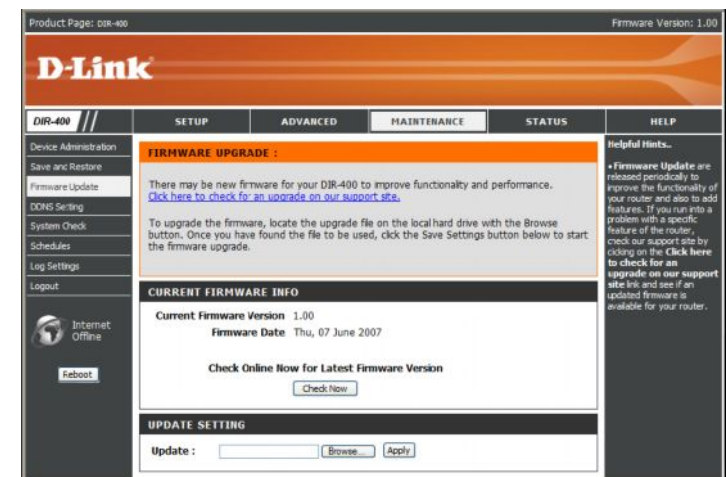 Product Page: DIR-400
Firmware Version: 1.00
D-Link
DIR-400
SETUP
ADVANCED
MAINTENANCE
STATUS
HELP
Device Administration
Save and Restore
Firmware Update
DDNS Setting
System Check
Schedules
Log Settings
Logout
Internet
Offline
Reboot
FIRMWARE UPGRADE :
There may be new firmware for your DIR-400 to improve functionality and performance.
Click here to check for an upgrade on our support site.
To upgrade the firmware, locate the upgrade file on the local hard drive with the Browse
button. Once you have found the file to be used, click the Save Settings button below to start
the firmware upgrade.
CURRENT FIRMWARE INFO
Current Firmware Version 1.00
Firmware Date Thu, 07 June 2007
Check Online Now for Latest Firmware Version
Check Now
UPDATE SETTING
Update :
Browse...
Apply
Helpful Hints..
•Firmware Update are
released periodically to
improve the functionality of
your router and also to add
features. If you run into a
problem with a specific
feature of the router,
check our support site by
clicking on the Click here
to check for an
upgrade on our support
site link and see if an
updated firmware is
available for your router.